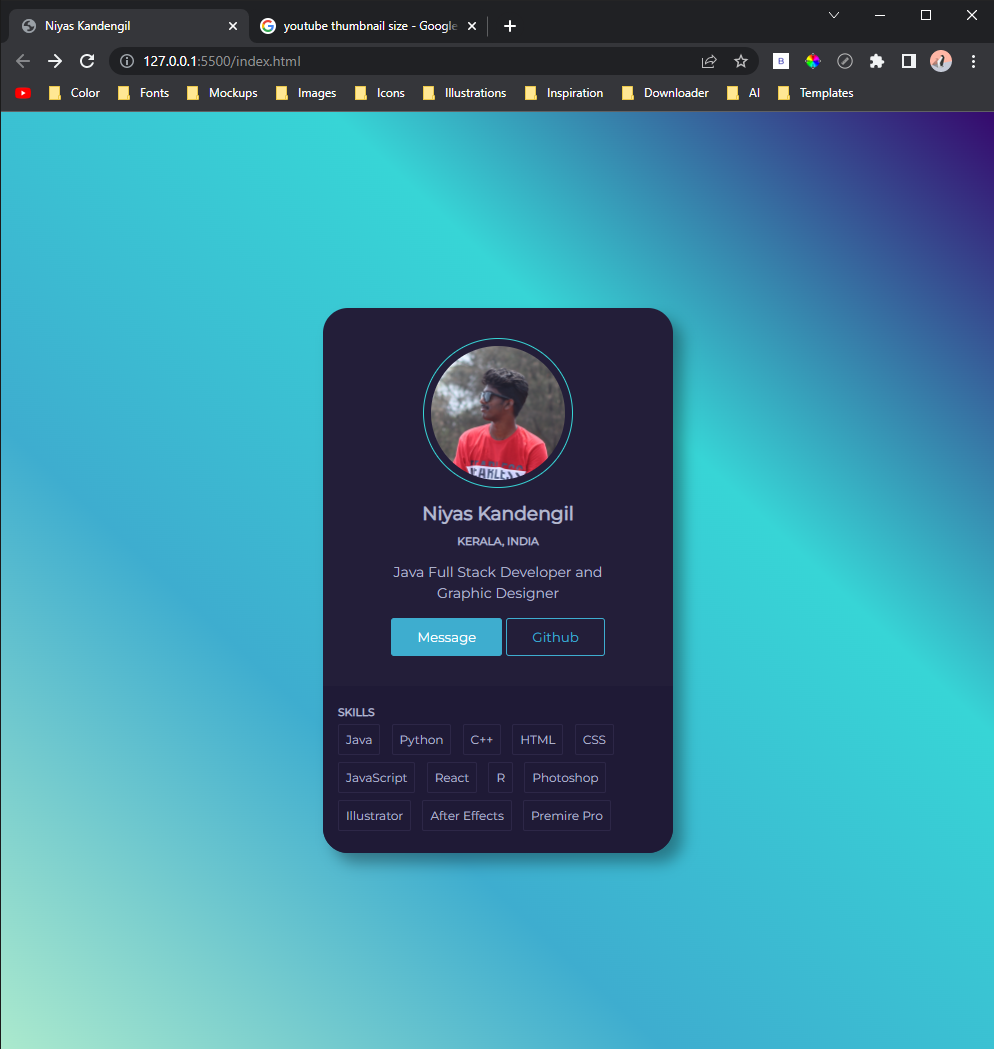 Niyas Kandengil
youtube thumbnail size - Google
127.0.0.1:5500/index.html
B
Color Fonts Mockups Images Icons Illustrations Inspiration Downloader AI Templates
Niyas Kandengil
KERALA, INDIA
Java Full Stack Developer and
Graphic Designer
Message Github
SKILLS
Java Python C++ HTML CSS
JavaScript React R Photoshop
Illustrator After Effects Premire Pro